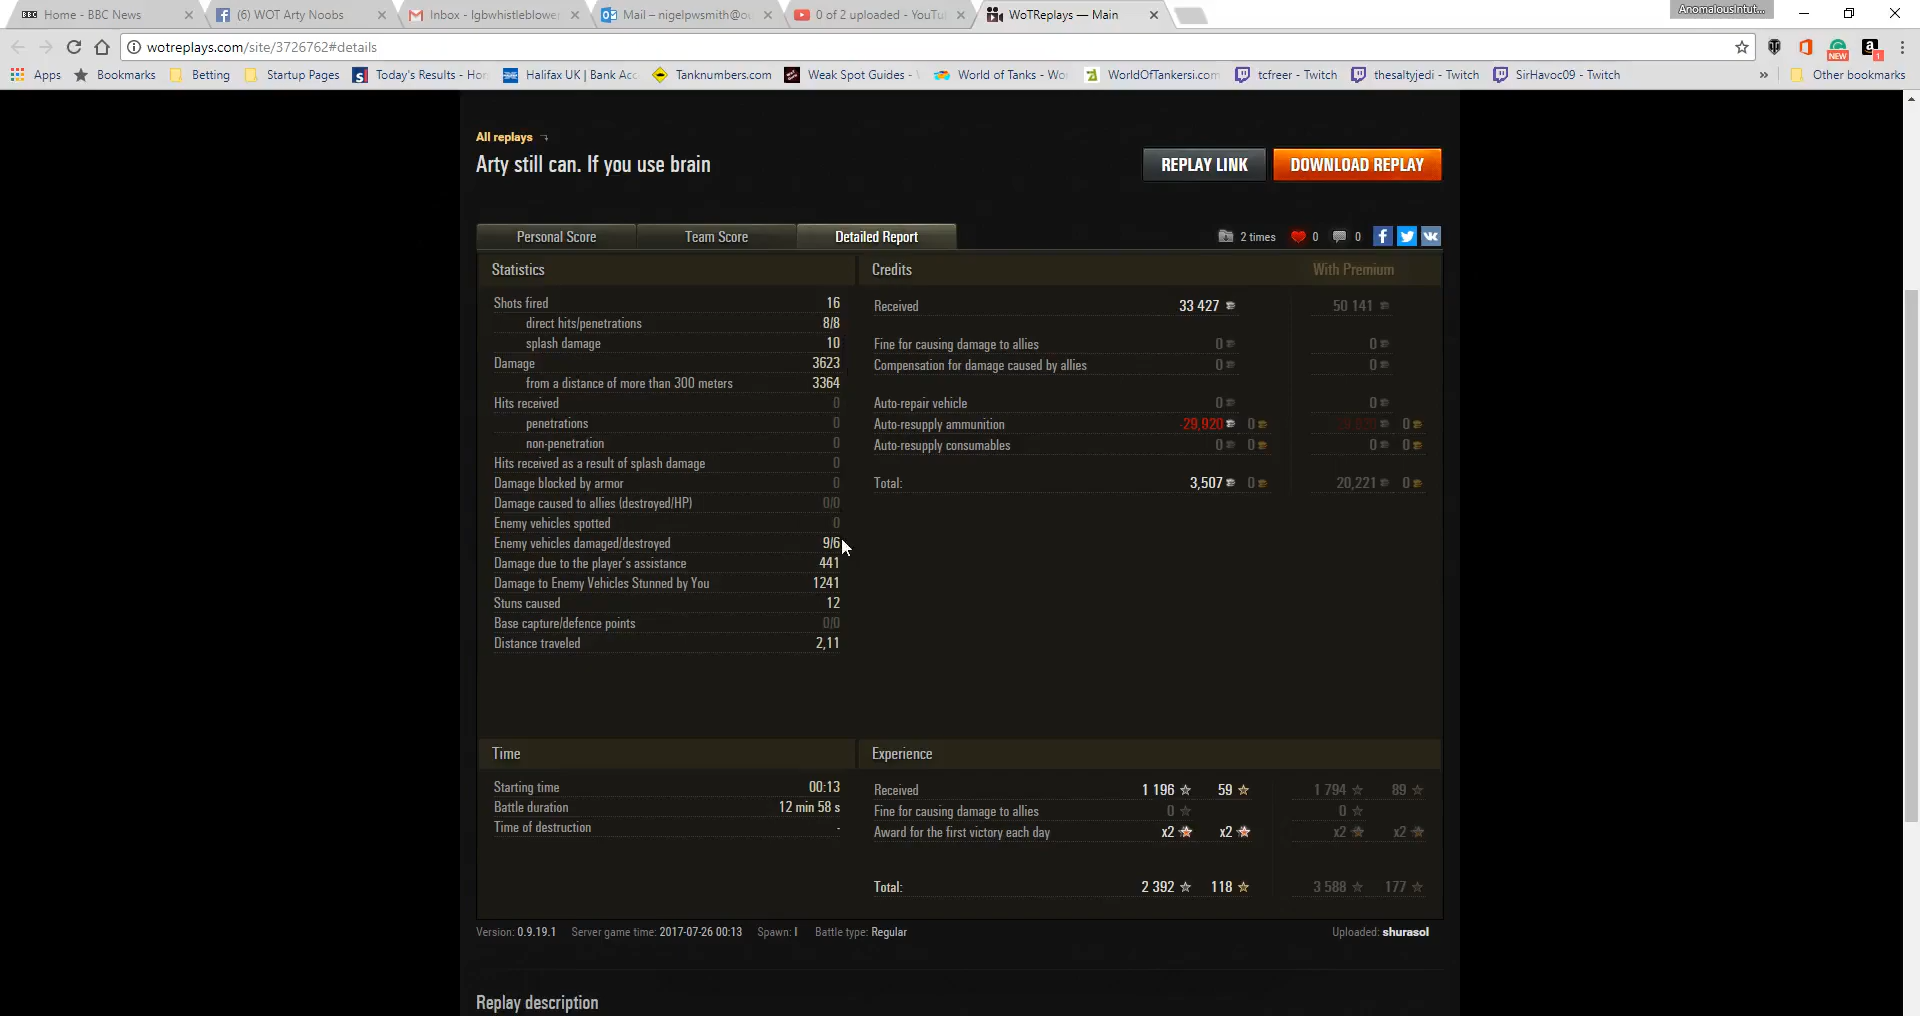 Home - BBC News
(6) WOT Arty Noobs
Inbox - lgbwhistleblower
Mail – nigelpwsmith@ou
0 of 2 uploaded - YouTu
WoTReplays — Main
AnomalousIntut...
wotreplays.com/site/3726762#details
NEW
1
Apps
Bookmarks
Betting
Startup Pages
Today's Results - Hor
Halifax UK | Bank Acc
Tanknumbers.com
Weak Spot Guides -
World of Tanks - Wo
WorldOfTankersi.com
tcfreer - Twitch
thesaltyjedi - Twitch
SirHavoc09 - Twitch
» Other bookmarks
All replays
Arty still can. If you use brain
REPLAY LINK
DOWNLOAD REPLAY
Personal Score
Team Score
Detailed Report
2 times 0 0
Statistics
Shots fired 16
direct hits/penetrations 8/8
splash damage 10
Damage 3623
from a distance of more than 300 meters 3364
Hits received 0
penetrations 0
non-penetration 0
Hits received as a result of splash damage 0
Damage blocked by armor 0
Damage caused to allies (destroyed/HP) 0/0
Enemy vehicles spotted 0
Enemy vehicles damaged/destroyed 9/6
Damage due to the player's assistance 441
Damage to Enemy Vehicles Stunned by You 1241
Stuns caused 12
Base capture/defence points 0/0
Distance traveled 2,11
Credits With Premium
Received 33 427 50 141
Fine for causing damage to allies 0 0
Compensation for damage caused by allies 0 0
Auto-repair vehicle 0 0
Auto-resupply ammunition -29,920 0 0
Auto-resupply consumables 0 0 0 0
Total: 3,507 0 20,221 0
Time
Starting time 00:13
Battle duration 12 min 58 s
Time of destruction -
Experience
Received 1 196 59 1 794 89
Fine for causing damage to allies 0 0
Award for the first victory each day x2 x2 x2 x2
Total: 2 392 118 3 588 177
Version: 0.9.19.1 Server game time: 2017-07-26 00:13 Spawn: I Battle type: Regular
Uploaded: shurasol
Replay description